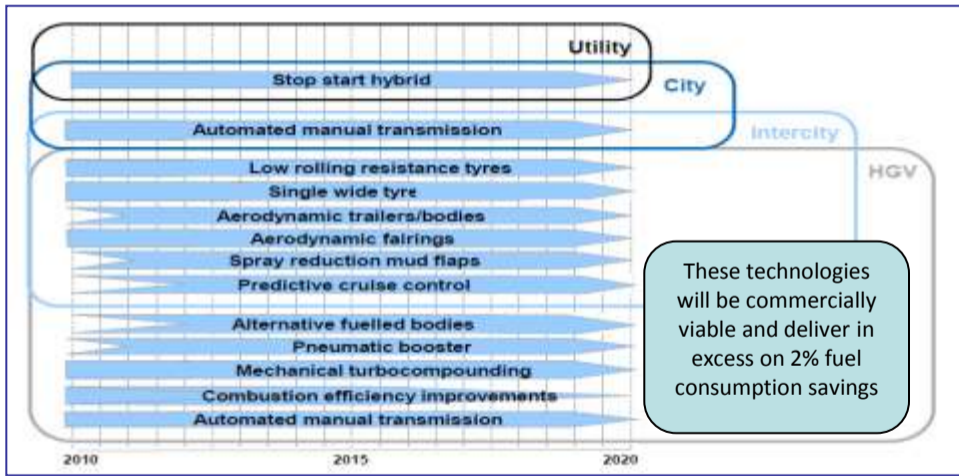 Utility
Stop start hybrid
City
Automated manual transmission
Intercity
Low rolling resistance tyres
HGV
Single wide tyre
Aerodynamic trailers/bodies
Aerodynamic fairings
Spray reduction mud flaps
Predictive cruise control
These technologies
will be commercially
viable and deliver in
excess on 2% fuel
consumption savings
Alternative fuelled bodies
Pneumatic booster
Mechanical turbocompounding
Combustion efficiency improvements
Automated manual transmission
2010 2015 2020